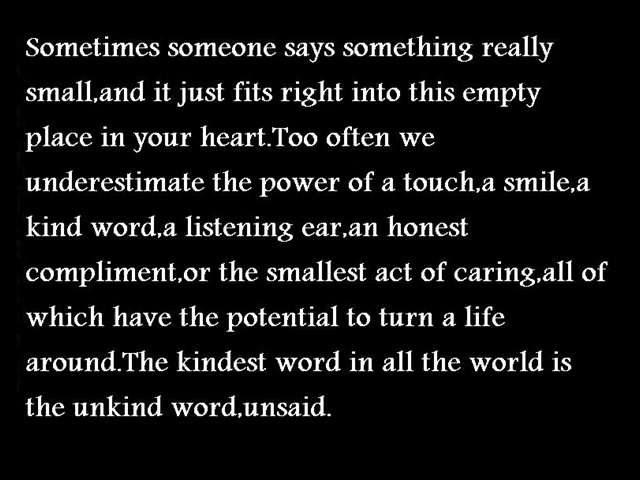 Sometimes someone says something really
small,and it just fits right into this empty
place in your heart.Too often we
underestimate the power of a touch,a smile,a
kind word,a listening ear,an honest
compliment,or the smallest act of caring,all of
which have the potential to turn a life
around.The kindest word in all the world is
the unkind word,unsaid.